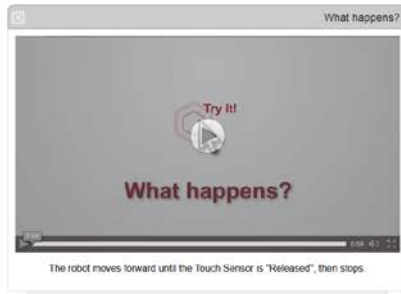 What happens?
Try It!
What happens?
The robot moves forward until the Touch Sensor is "Released", then stops.